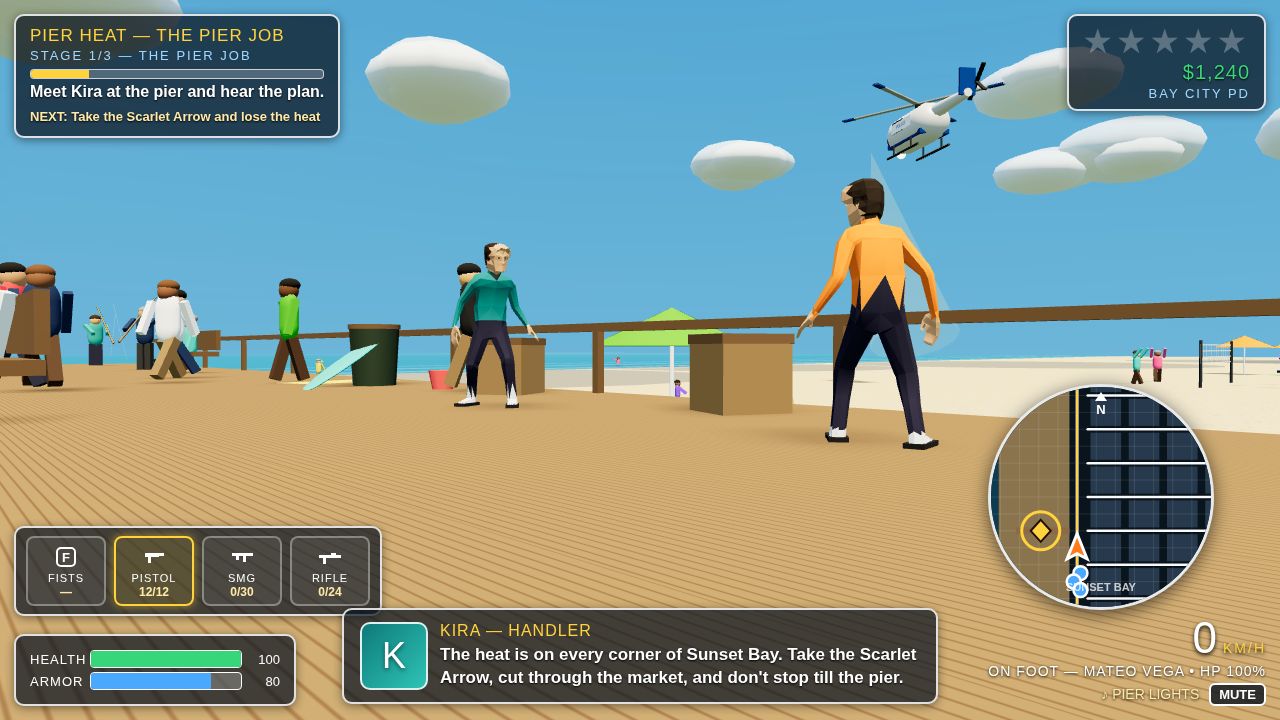 PIER HEAT — THE PIER JOB
STAGE 1/3 — THE PIER JOB
Meet Kira at the pier and hear the plan.
NEXT: Take the Scarlet Arrow and lose the heat
$1,240
BAY CITY PD
N
SUNSET BAY
F
FISTS
—
PISTOL
12/12
SMG
0/30
RIFLE
0/24
HEALTH 100
ARMOR 80
K
KIRA — HANDLER
The heat is on every corner of Sunset Bay. Take the Scarlet
Arrow, cut through the market, and don't stop till the pier.
0 KM/H
ON FOOT — MATEO VEGA • HP 100%
♪ PIER LIGHTS MUTE